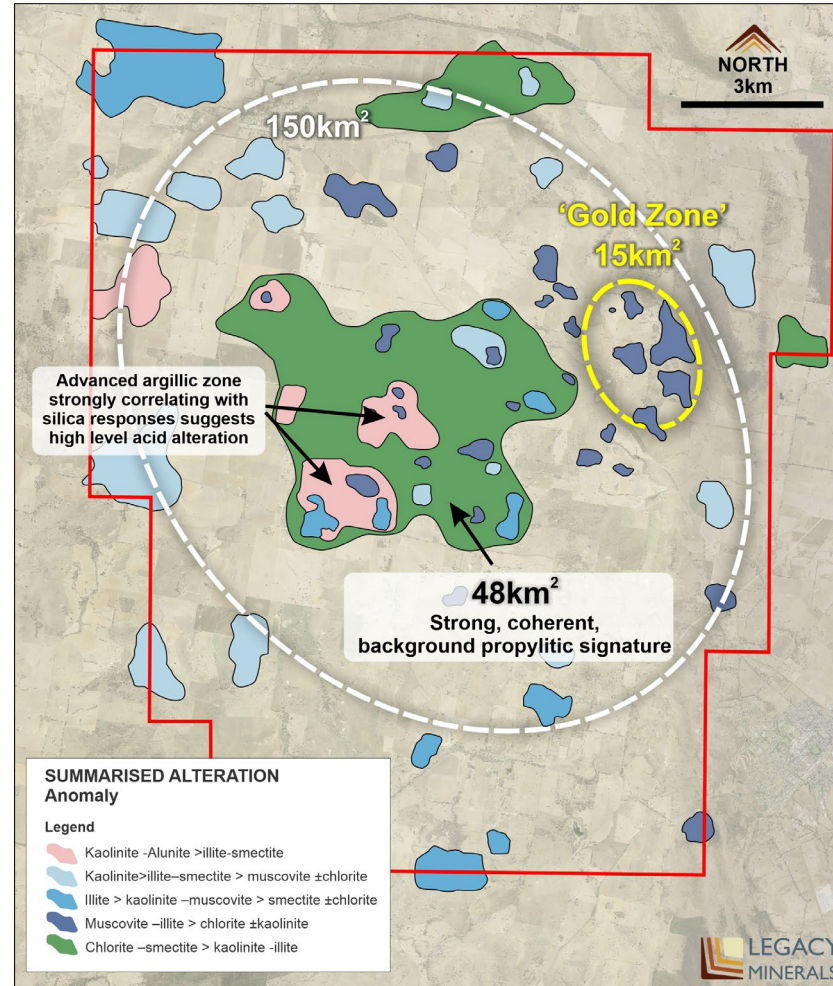 NORTH
3km
150km²
'Gold Zone'
15km²
Advanced argillic zone
strongly correlating with
silica responses suggests
high level acid alteration
48km²
Strong, coherent,
background propylitic signature
SUMMARISED ALTERATION
Anomaly
Legend
Kaolinite -Alunite >illite-smectite
Kaolinite>illite–smectite > muscovite ±chlorite
Illite > kaolinite –muscovite > smectite ±chlorite
Muscovite –illite > chlorite ±kaolinite
Chlorite –smectite > kaolinite -illite
LEGACY
MINERALS